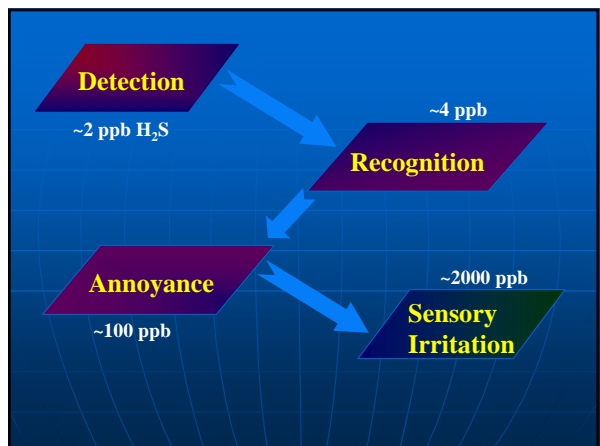 Detection
~2 ppb H₂S
~4 ppb
Recognition
Annoyance
~100 ppb
~2000 ppb
Sensory
Irritation